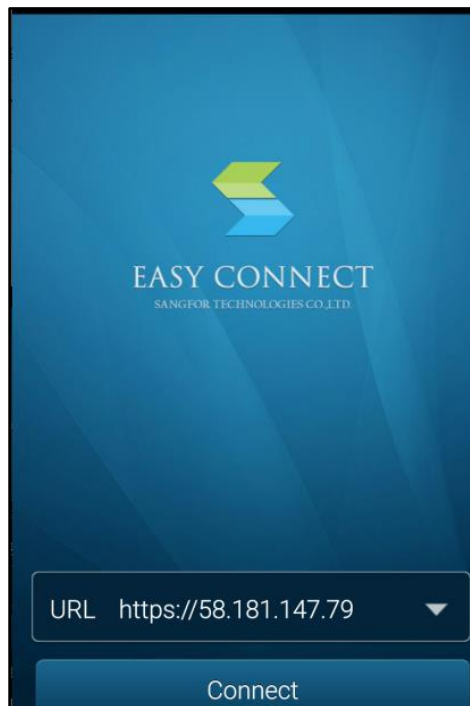 EASY CONNECT
SANGFOR TECHNOLOGIES CO.,LTD.
URL https://58.181.147.79
Connect